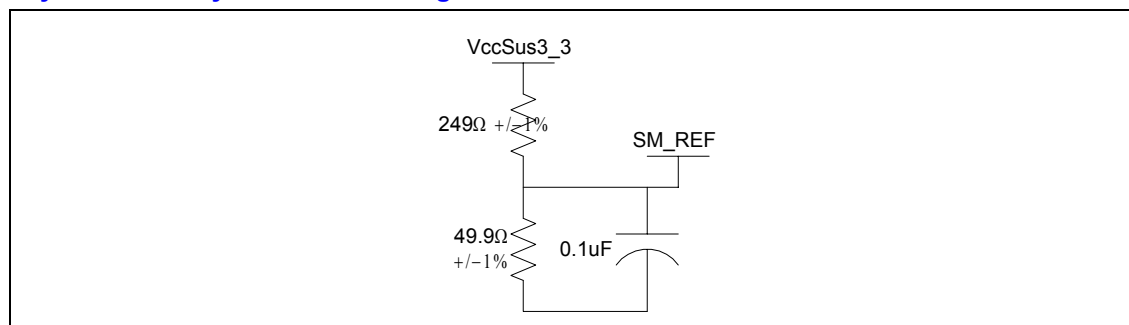 VccSus3_3
249Ω +/-1%
SM_REF
49.9Ω
+/-1%
0.1uF